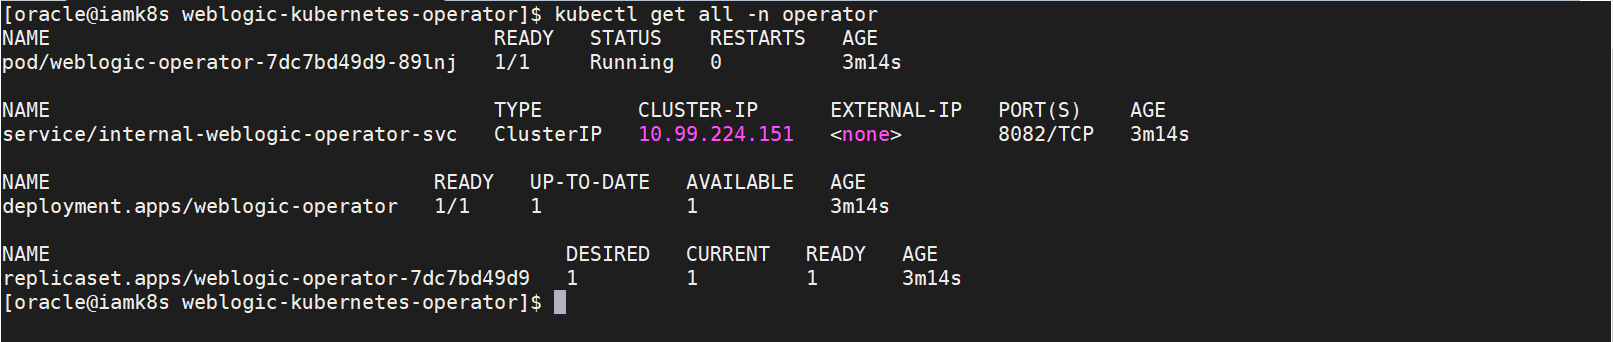 [oracle@iamk8s weblogic-kubernetes-operator]$ kubectl get all -n operator
NAME                                     READY   STATUS    RESTARTS   AGE
pod/weblogic-operator-7dc7bd49d9-89lnj   1/1     Running   0          3m14s
NAME                                     TYPE        CLUSTER-IP      EXTERNAL-IP   PORT(S)    AGE
service/internal-weblogic-operator-svc   ClusterIP   10.99.224.151   <none>        8082/TCP   3m14s
NAME                                READY   UP-TO-DATE   AVAILABLE   AGE
deployment.apps/weblogic-operator   1/1     1            1           3m14s
NAME                                           DESIRED   CURRENT   READY   AGE
replicaset.apps/weblogic-operator-7dc7bd49d9   1         1         1       3m14s
[oracle@iamk8s weblogic-kubernetes-operator]$